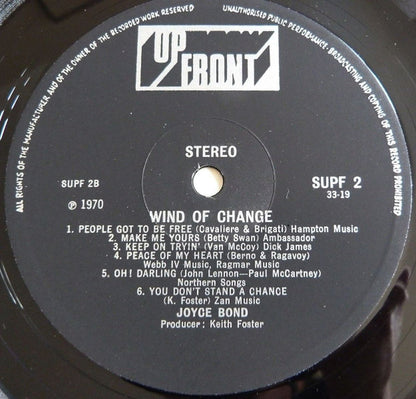 ALL RIGHTS OF THE MANUFACTURER AND OF THE OWNER OF THE RECORDED WORK RESERVED
UNAUTHORISED PUBLIC PERFORMANCE, BROADCASTING AND COPYING OF THIS RECORD PROHIBITED
UP
FRONT
STEREO
SUPF 2B
SUPF 2
33-19
℗ 1970
WIND OF CHANGE
1. PEOPLE GOT TO BE FREE (Cavaliere & Brigati) Hampton Music
2. MAKE ME YOURS (Betty Swan) Ambassador
3. KEEP ON TRYIN' (Van McCoy) Dick James
4. PEACE OF MY HEART (Berno & Ragavoy)
Webb IV Music, Ragmar Music
5. OH! DARLING (John Lennon—Paul McCartney)
Northern Songs
6. YOU DON'T STAND A CHANCE
(K. Foster) Zan Music
JOYCE BOND
Producer: Keith Foster